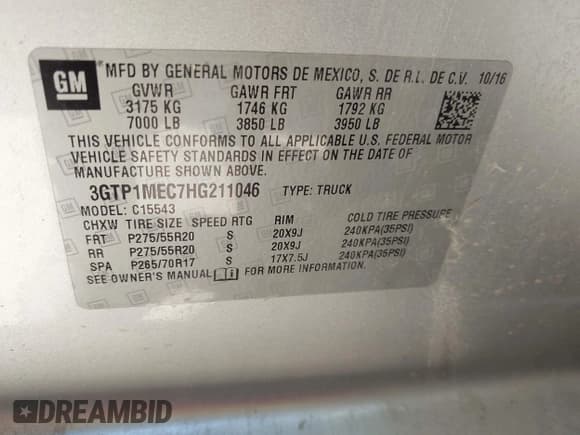 GM MFD BY GENERAL MOTORS DE MEXICO, S. DE R.L. DE C.V. 10/16
GVWR GAWR FRT GAWR RR
3175 KG 1746 KG 1792 KG
7000 LB 3850 LB 3950 LB
THIS VEHICLE CONFORMS TO ALL APPLICABLE U.S. FEDERAL MOTOR
VEHICLE SAFETY STANDARDS IN EFFECT ON THE DATE OF
MANUFACTURE SHOWN ABOVE.
3GTP1MEC7HG211046 TYPE: TRUCK
MODEL: C15543
CHXW TIRE SIZE SPEED RTG RIM COLD TIRE PRESSURE
FRT P275/55R20 S 20X9J 240KPA(35PSI)
RR P275/55R20 S 20X9J 240KPA(35PSI)
SPA P265/70R17 S 17X7.5J 240KPA(35PSI)
SEE OWNER'S MANUAL FOR MORE INFORMATION.
DREAMBID